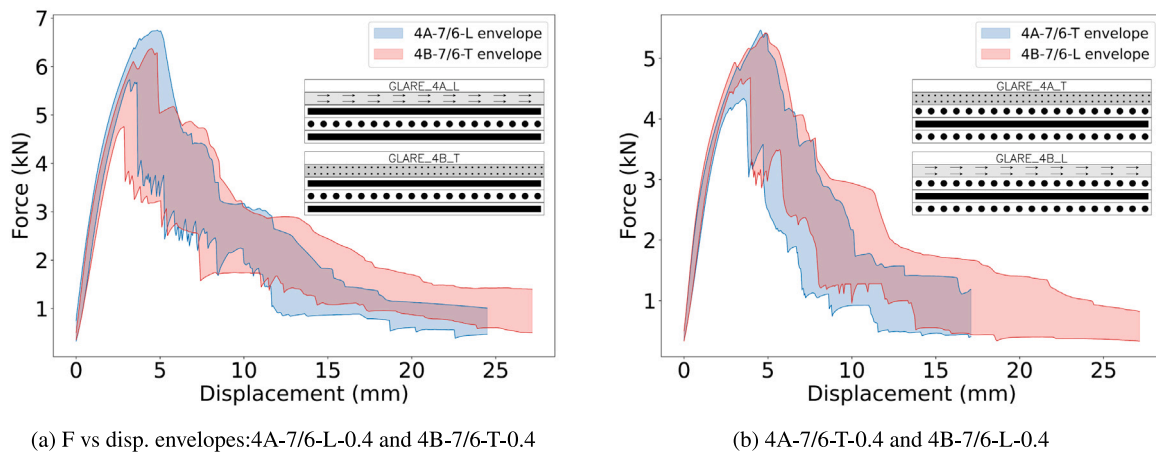 7
6
5
4
3
2
1
Force (kN)
0
5
10
15
20
25
Displacement (mm)
4A-7/6-L envelope
4B-7/6-T envelope
GLARE_4A_L
GLARE_4B_T
(a) F vs disp. envelopes:4A-7/6-L-0.4 and 4B-7/6-T-0.4
5
4
3
2
1
Force (kN)
0
5
10
15
20
25
Displacement (mm)
4A-7/6-T envelope
4B-7/6-L envelope
GLARE_4A_T
GLARE_4B_L
(b) 4A-7/6-T-0.4 and 4B-7/6-L-0.4